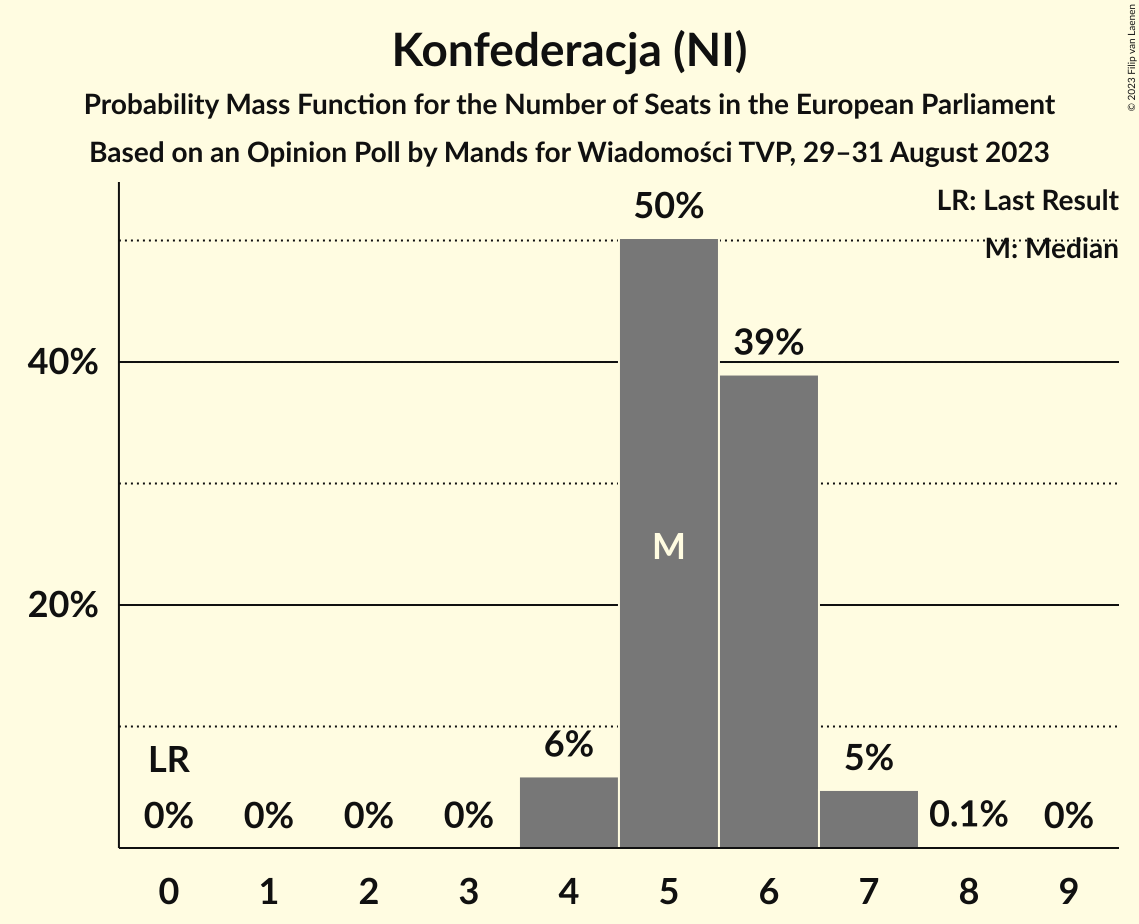 Konfederacja (NI)
Probability Mass Function for the Number of Seats in the European Parliament
Based on an Opinion Poll by Mands for Wiadomości TVP, 29–31 August 2023
© 2023 Filip van Laenen
LR: Last Result
M: Median
50%
39%
40%
M
20%
LR
6%
5%
0%
0%
0%
0%
0.1%
0%
0 1 2 3 4 5 6 7 8 9